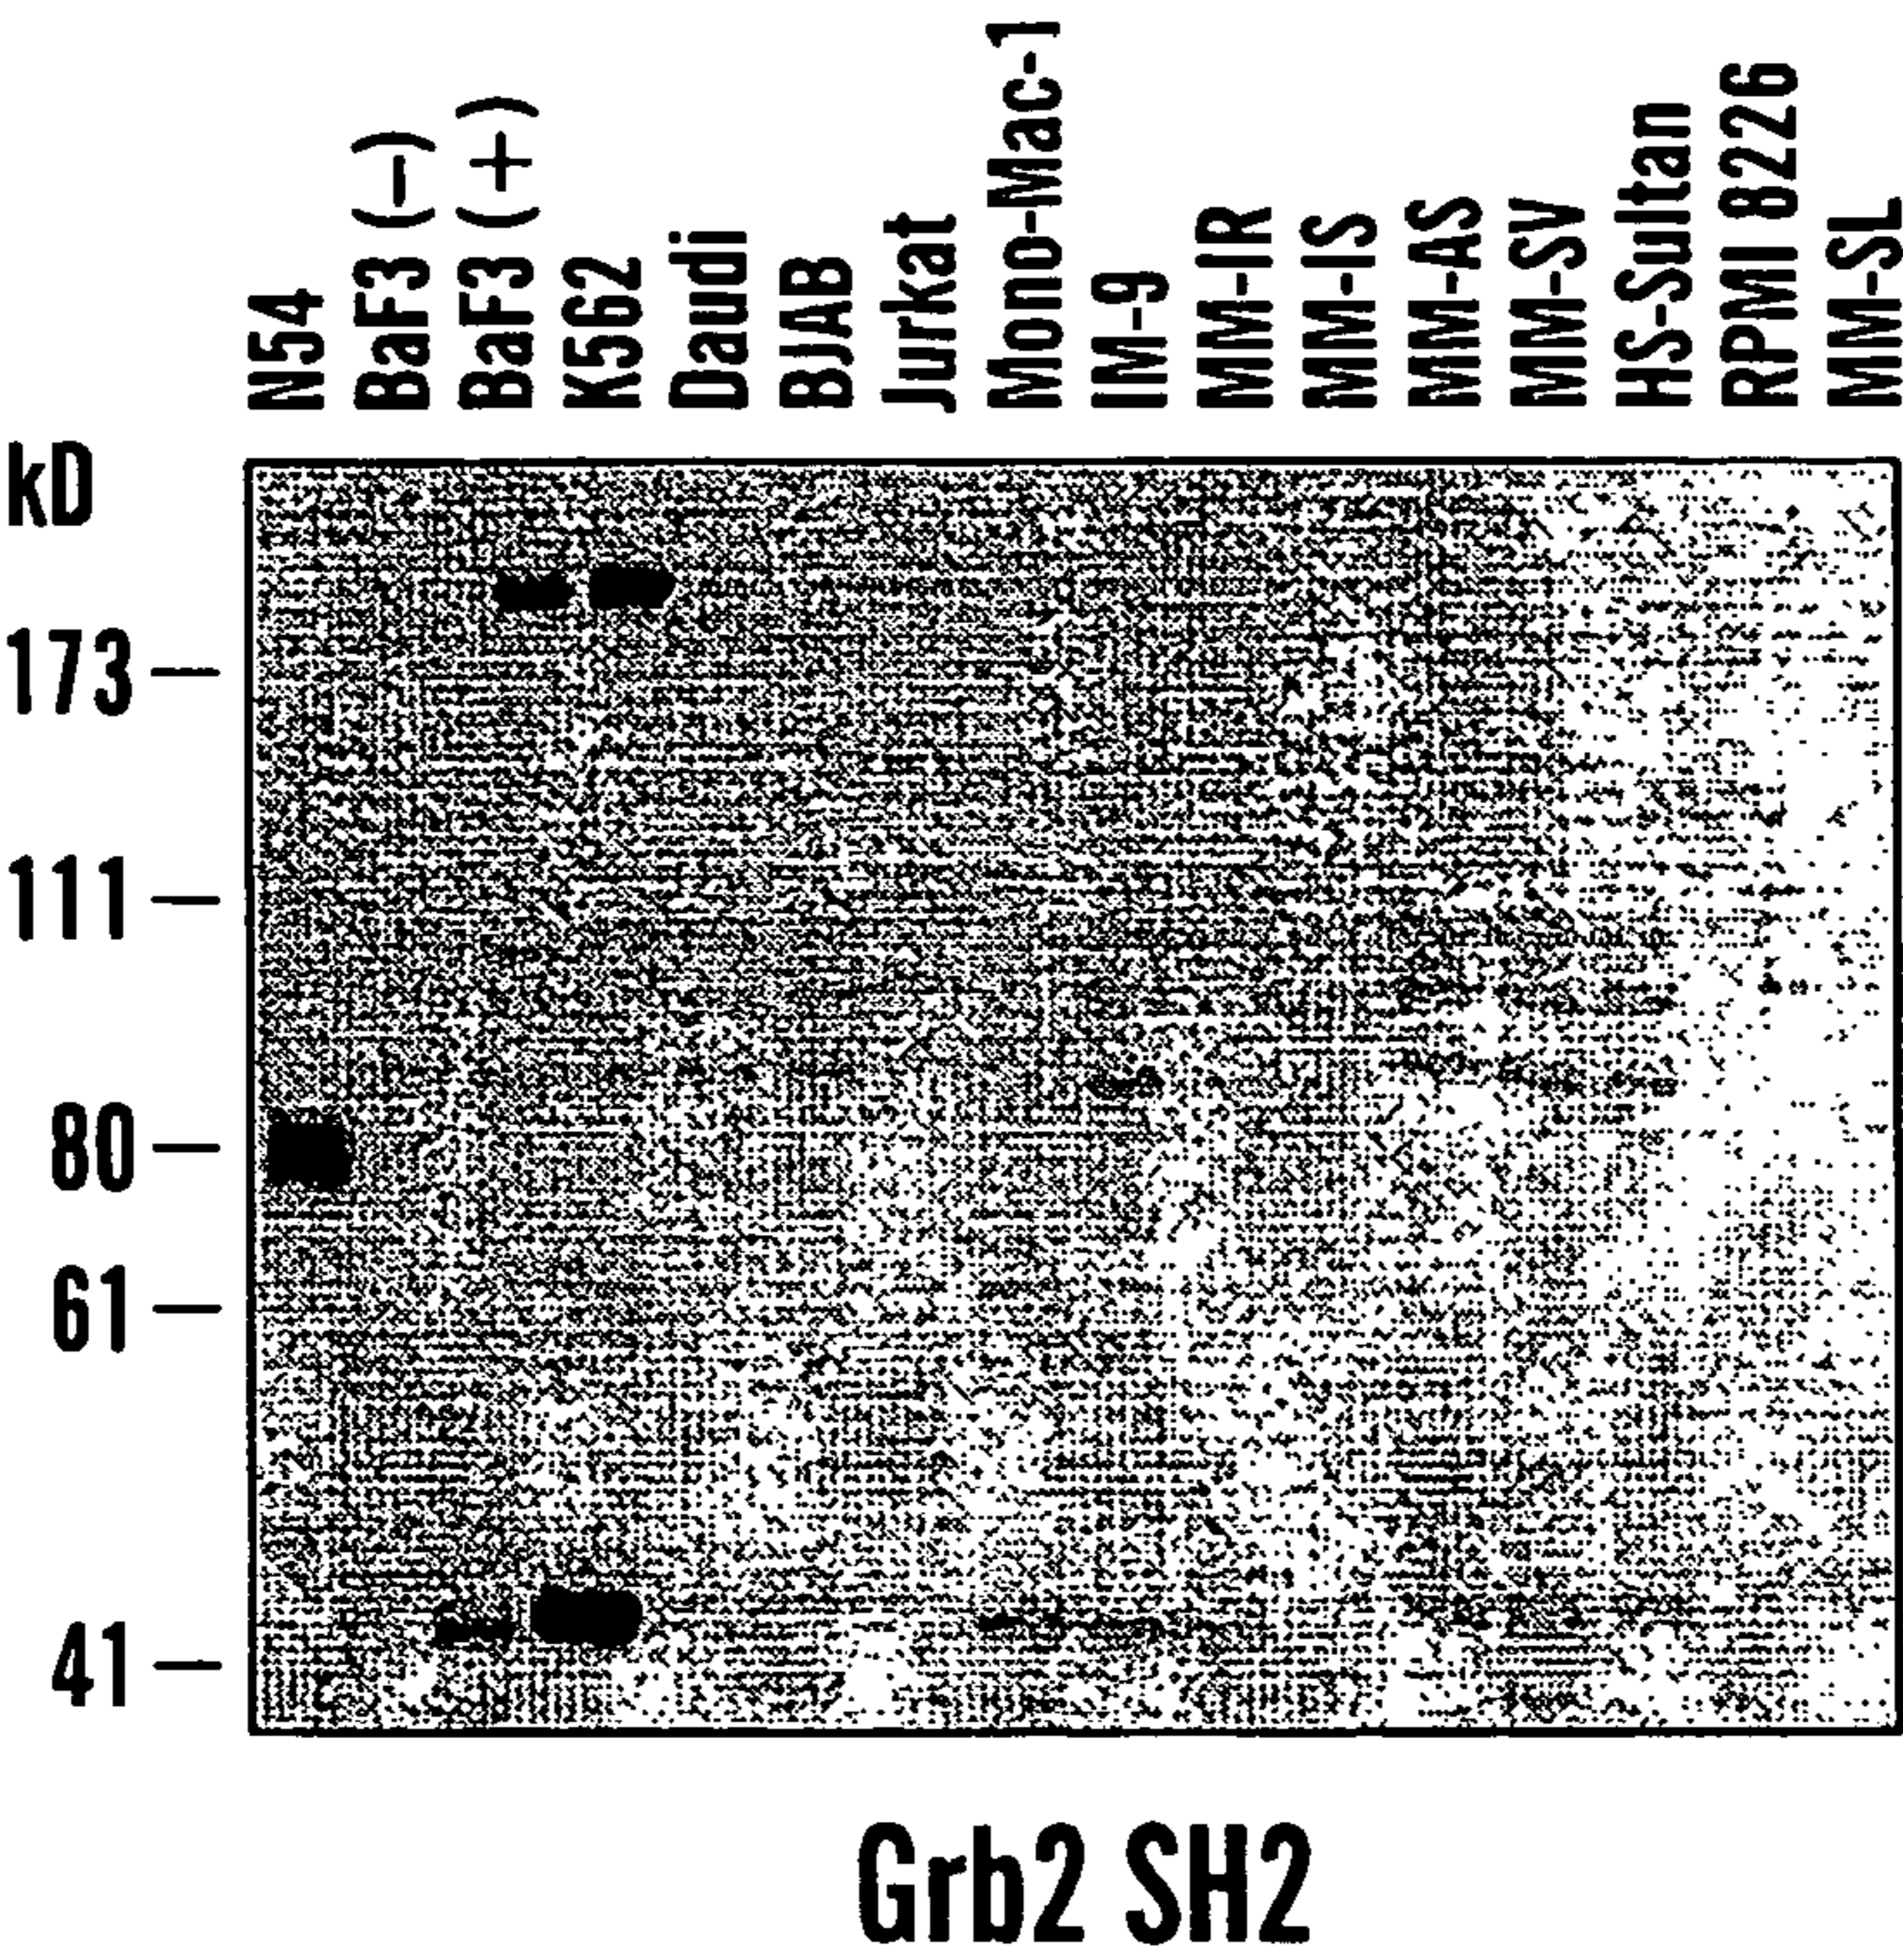 N54
BaF3 (-)
BaF3 (+)
K562
Daudi
BJAB
Jurkat
Mono-Mac-1
IM-9
MM-IR
MM-IS
MM-AS
MM-SV
HS-Sultan
RPMI 8226
MM-SL
kD
173
111
80
61
41
Grb2 SH2